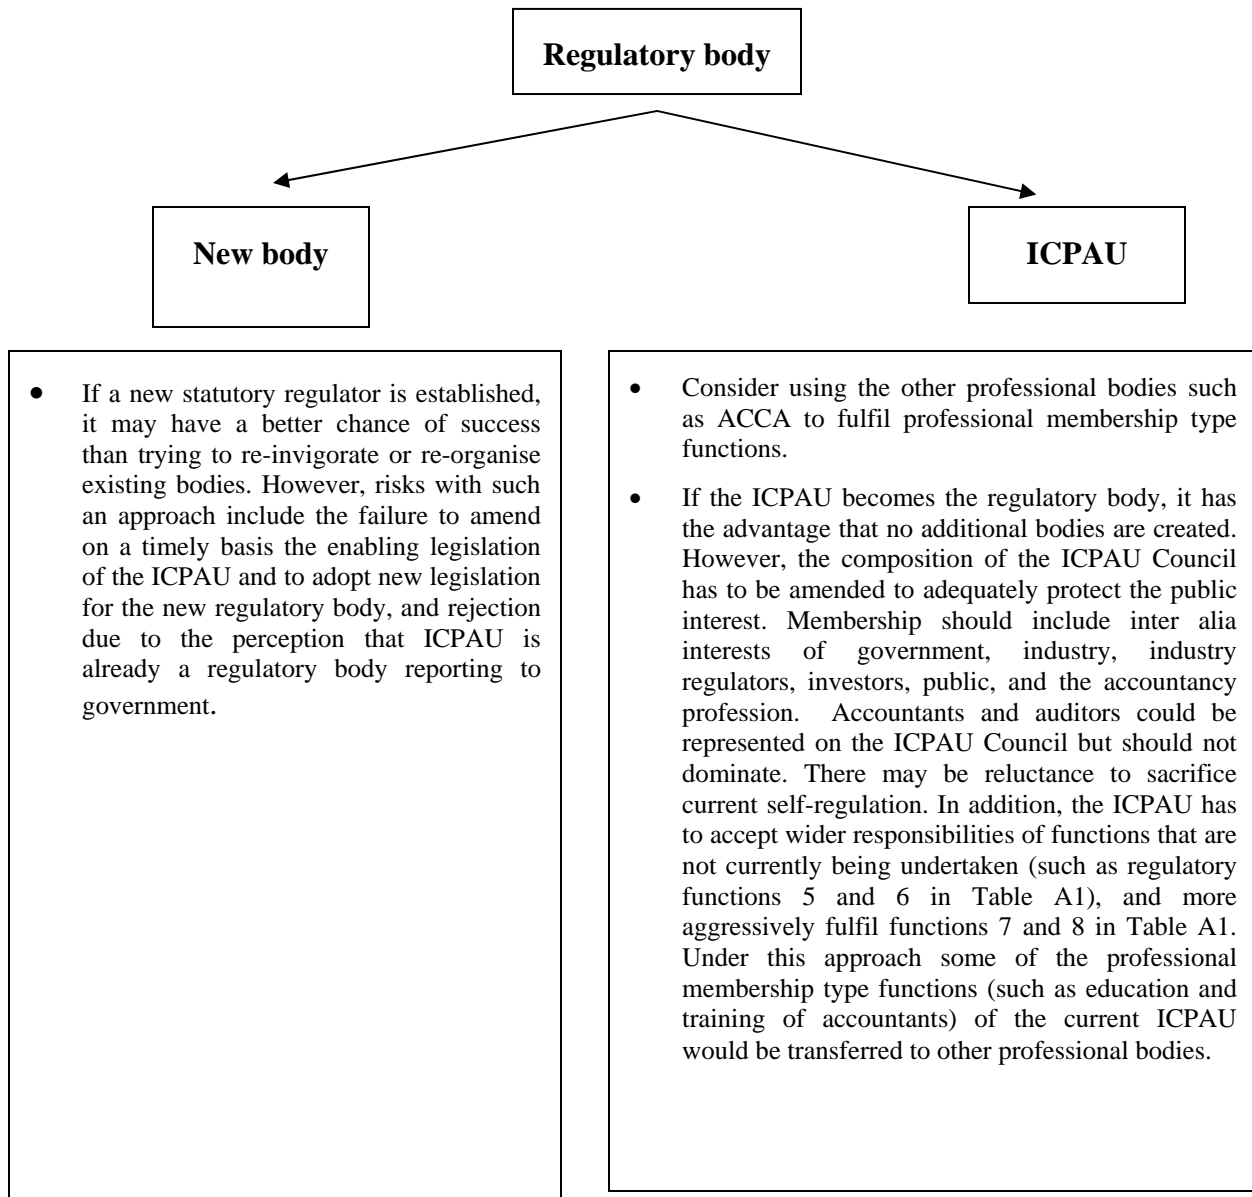 Regulatory body
New body
ICPAU
• If a new statutory regulator is established,
it may have a better chance of success
than trying to re-invigorate or re-organise
existing bodies. However, risks with such
an approach include the failure to amend
on a timely basis the enabling legislation
of the ICPAU and to adopt new legislation
for the new regulatory body, and rejection
due to the perception that ICPAU is
already a regulatory body reporting to
government.
• Consider using the other professional bodies such
as ACCA to fulfil professional membership type
functions.
• If the ICPAU becomes the regulatory body, it has
the advantage that no additional bodies are created.
However, the composition of the ICPAU Council
has to be amended to adequately protect the public
interest. Membership should include inter alia
interests of government, industry, industry
regulators, investors, public, and the accountancy
profession. Accountants and auditors could be
represented on the ICPAU Council but should not
dominate. There may be reluctance to sacrifice
current self-regulation. In addition, the ICPAU has
to accept wider responsibilities of functions that are
not currently being undertaken (such as regulatory
functions 5 and 6 in Table A1), and more
aggressively fulfil functions 7 and 8 in Table A1.
Under this approach some of the professional
membership type functions (such as education and
training of accountants) of the current ICPAU
would be transferred to other professional bodies.